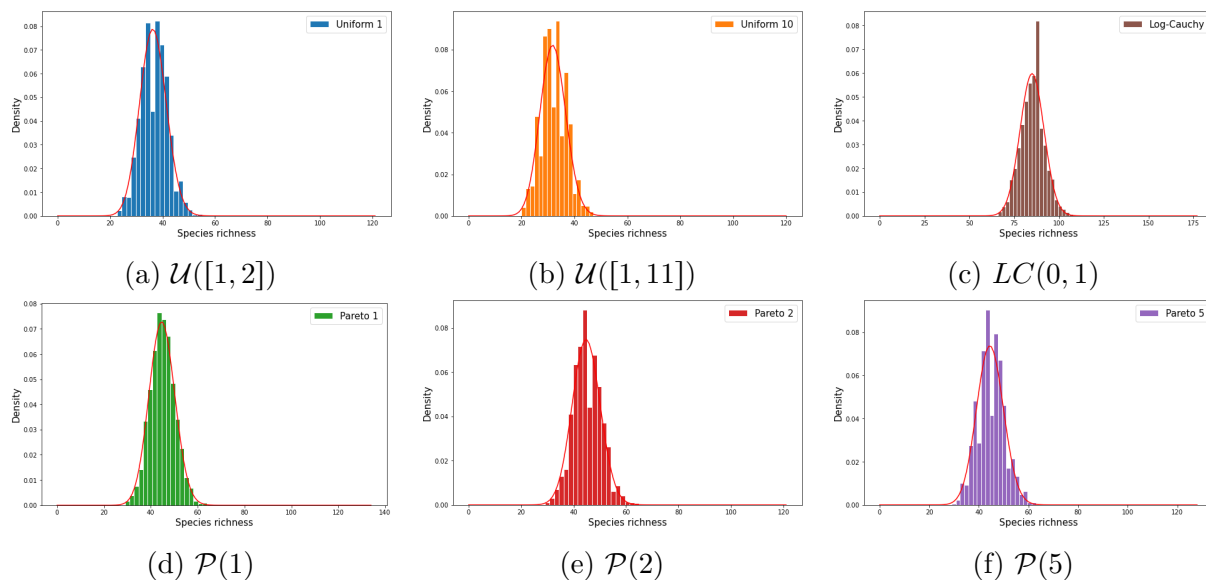 Uniform 1
Density
0.08
0.07
0.06
0.05
0.04
0.03
0.02
0.01
0.00
0 20 40 60 80 100 120
Species richness
(a) U([1, 2])
Uniform 10
Density
0.08
0.06
0.04
0.02
0.00
0 20 40 60 80 100 120
Species richness
(b) U([1, 11])
Log-Cauchy
Density
0.08
0.07
0.06
0.05
0.04
0.03
0.02
0.01
0.00
0 25 50 75 100 125 150 175
Species richness
(c) LC(0, 1)
Pareto 1
Density
0.08
0.07
0.06
0.05
0.04
0.03
0.02
0.01
0.00
0 20 40 60 80 100 120 140
Species richness
(d) P(1)
Pareto 2
Density
0.08
0.06
0.04
0.02
0.00
0 20 40 60 80 100 120
Species richness
(e) P(2)
Pareto 5
Density
0.08
0.06
0.04
0.02
0.00
0 20 40 60 80 100 120
Species richness
(f) P(5)